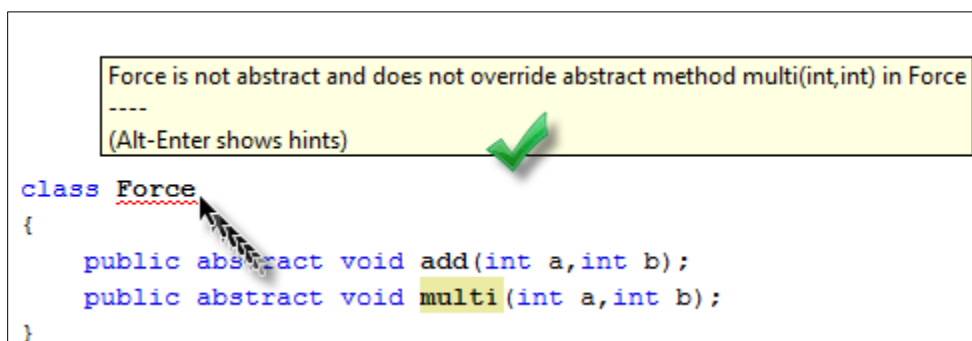 Force is not abstract and does not override abstract method multi(int,int) in Force
----
(Alt-Enter shows hints)
class Force
{
public abstract void add(int a,int b);
public abstract void multi(int a,int b);
}